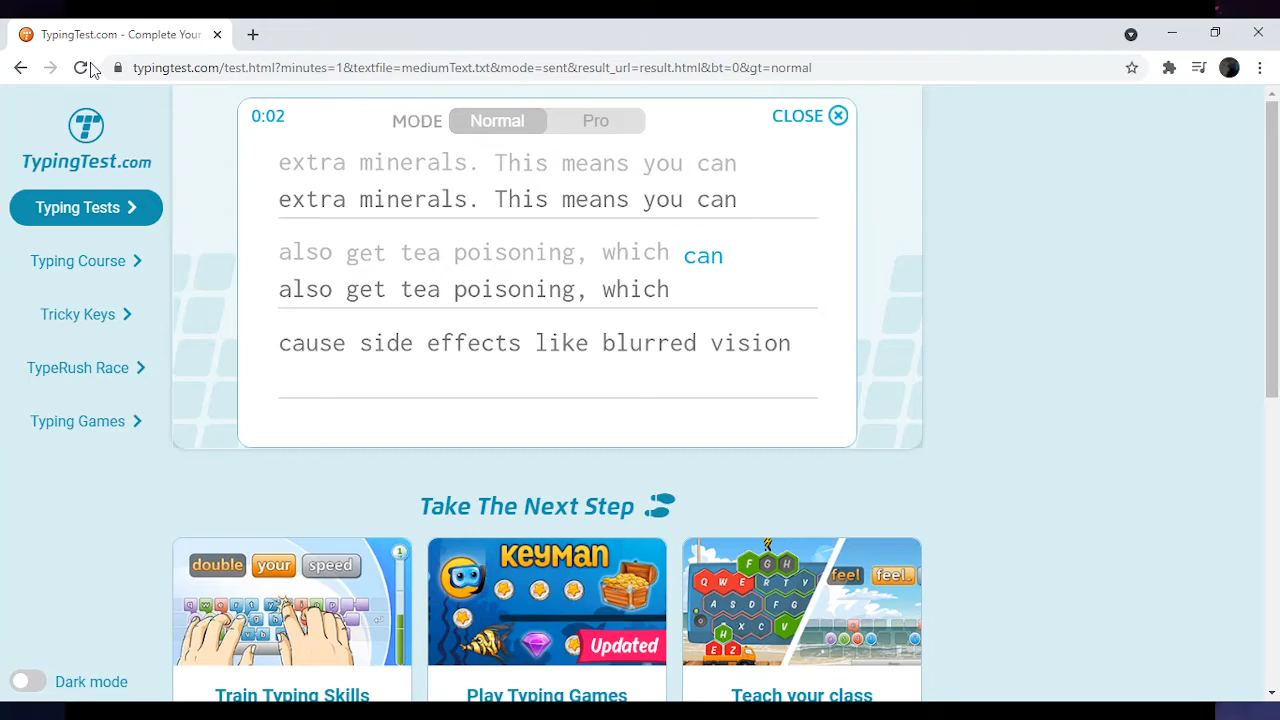 TypingTest.com - Complete Your
typingtest.com/test.html?minutes=1&textfile=mediumText.txt&mode=sent&result_url=result.html&bt=0&gt=normal
TypingTest.com
Typing Tests
Typing Course
Tricky Keys
TypeRush Race
Typing Games
Dark mode
0:02
MODE Normal Pro
CLOSE
extra minerals. This means you can
extra minerals. This means you can
also get tea poisoning, which can
also get tea poisoning, which
cause side effects like blurred vision
Take The Next Step
double your speed
Train Typing Skills
KEYMAN
Updated
Play Typing Games
F G H
Q W E R T Y
A S D F G
X C V
H
E Z
feel feel..
Teach your class